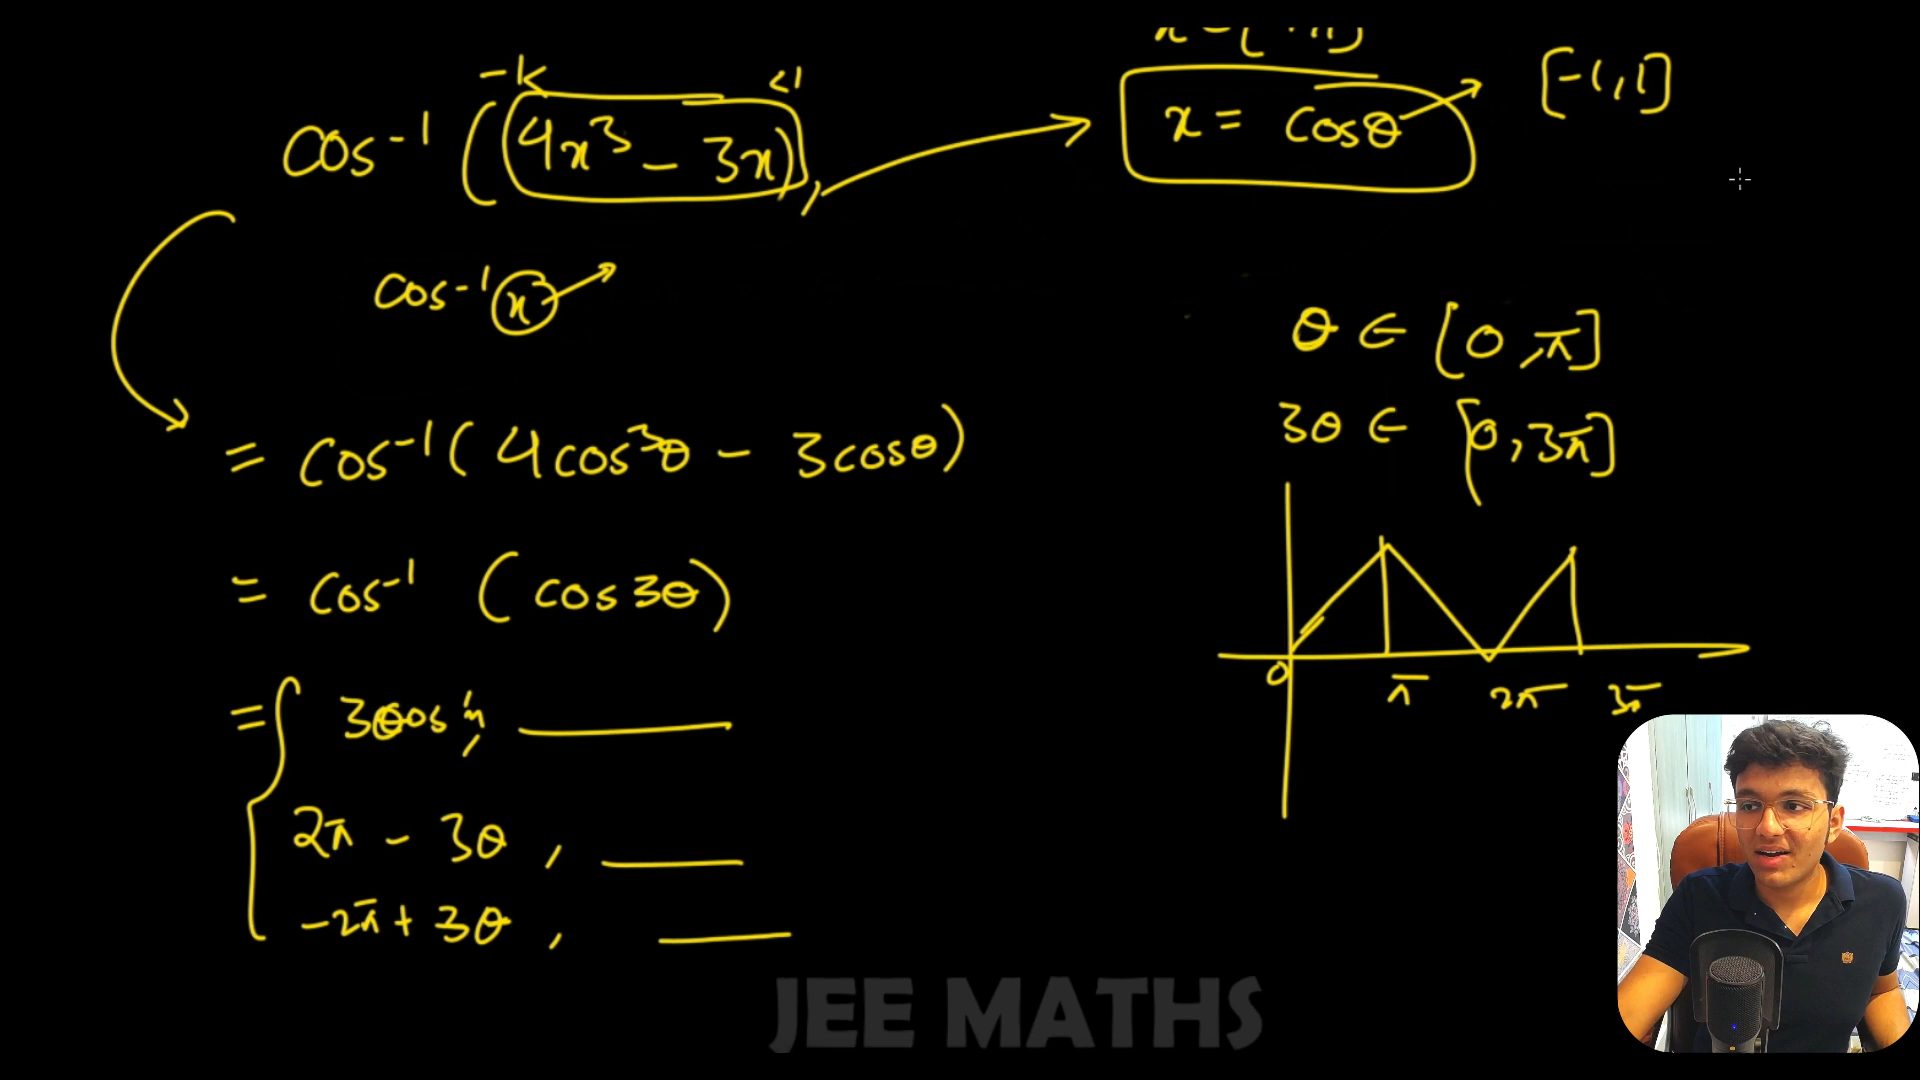 -1< <1
cos⁻¹ (4x³ - 3x),
x = cosθ
[-1,1]
cos⁻¹ x
θ ∈ [0, π]
3θ ∈ [0, 3π]
= cos⁻¹ ( 4cos³θ - 3cosθ)
= cos⁻¹ (cos3θ)
0 π 2π 3π
= {
2π - 3θ ,
-2π + 3θ ,
JEE MATHS